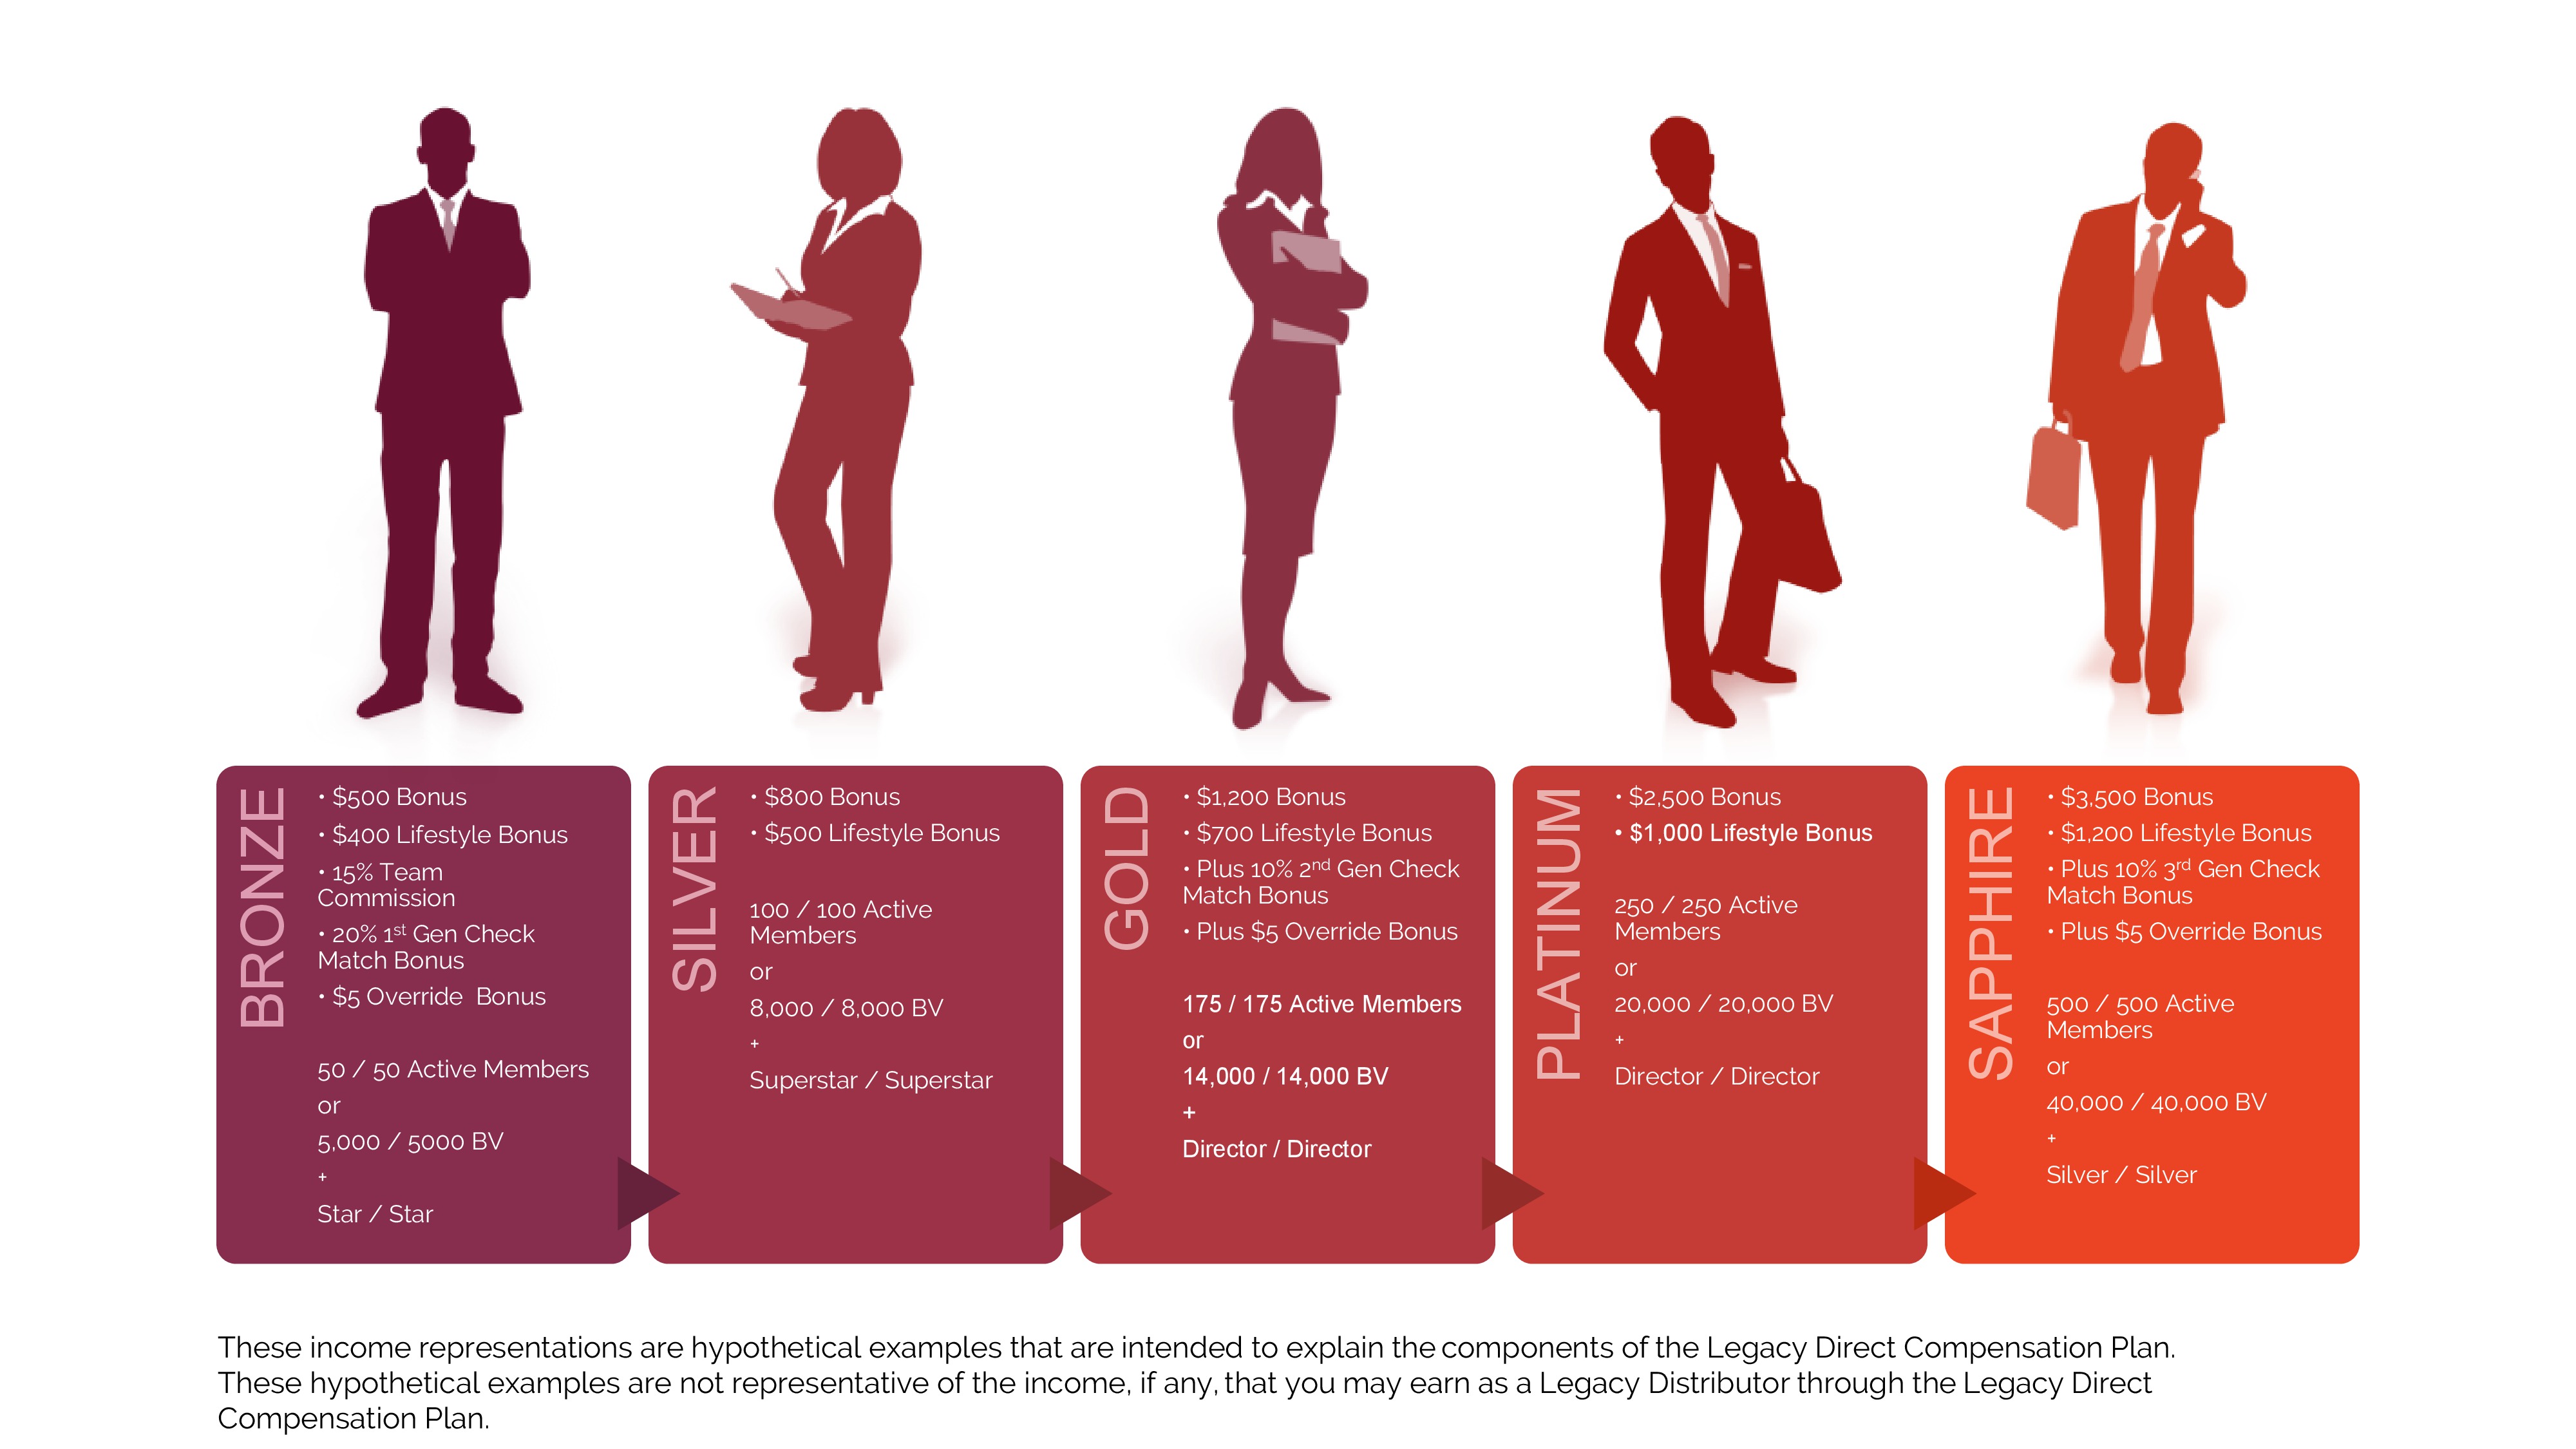 BRONZE
• $500 Bonus
• $400 Lifestyle Bonus
• 15% Team
Commission
• 20% 1st Gen Check
Match Bonus
• $5 Override  Bonus
50 / 50 Active Members
or
5,000 / 5000 BV
+
Star / Star
SILVER
• $800 Bonus
• $500 Lifestyle Bonus
100 / 100 Active
Members
or
8,000 / 8,000 BV
+
Superstar / Superstar
GOLD
• $1,200 Bonus
• $700 Lifestyle Bonus
• Plus 10% 2nd Gen Check
Match Bonus
• Plus $5 Override Bonus
175 / 175 Active Members
or
14,000 / 14,000 BV
+
Director / Director
PLATINUM
• $2,500 Bonus
• $1,000 Lifestyle Bonus
250 / 250 Active
Members
or
20,000 / 20,000 BV
+
Director / Director
SAPPHIRE
• $3,500 Bonus
• $1,200 Lifestyle Bonus
• Plus 10% 3rd Gen Check
Match Bonus
• Plus $5 Override Bonus
500 / 500 Active
Members
or
40,000 / 40,000 BV
+
Silver / Silver
These income representations are hypothetical examples that are intended to explain the components of the Legacy Direct Compensation Plan.
These hypothetical examples are not representative of the income, if any, that you may earn as a Legacy Distributor through the Legacy Direct
Compensation Plan.